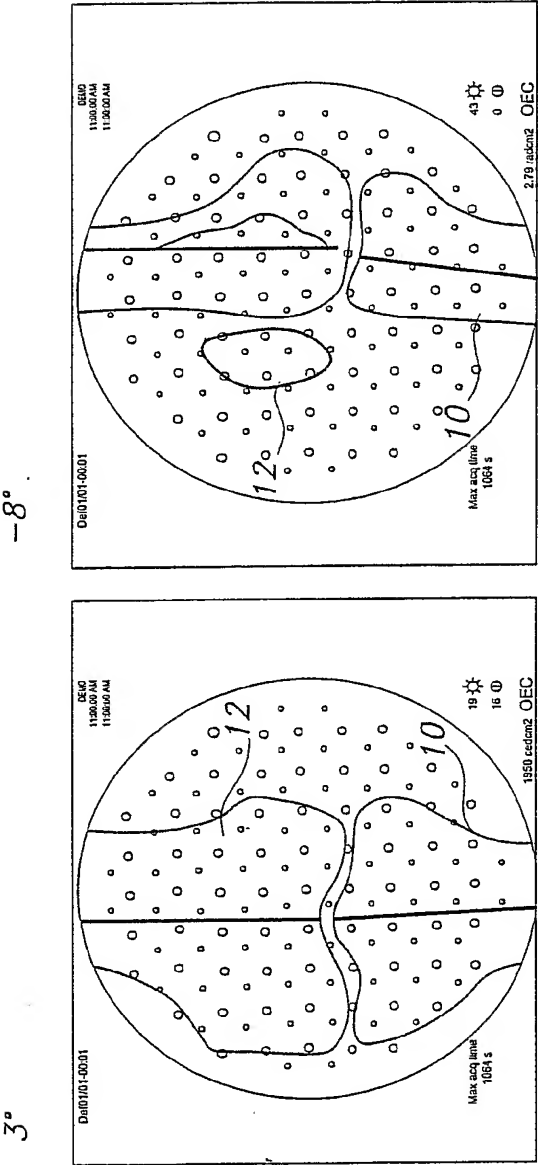 -8°
DEMO
11:00:00 AM
11:00:00 AM
Def01/01-00:01
12
10
Max acq time
1064 s
43
0
2.79 radcm2 OEC
3°
DEMO
11:00:00 AM
11:00:00 AM
Def01/01-00:01
12
10
Max acq time
1064 s
19
16
1950 cedcm2 OEC